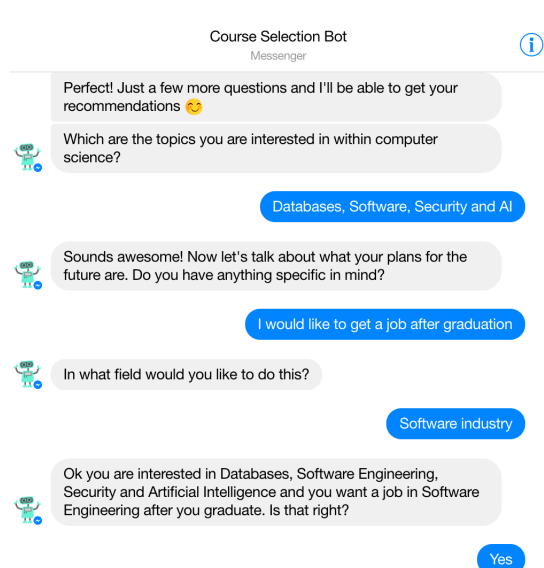 Course Selection Bot
Messenger
Perfect! Just a few more questions and I'll be able to get your
recommendations 😊
Which are the topics you are interested in within computer
science?
Databases, Software, Security and AI
Sounds awesome! Now let's talk about what your plans for the
future are. Do you have anything specific in mind?
I would like to get a job after graduation
In what field would you like to do this?
Software industry
Ok you are interested in Databases, Software Engineering,
Security and Artificial Intelligence and you want a job in Software
Engineering after you graduate. Is that right?
Yes